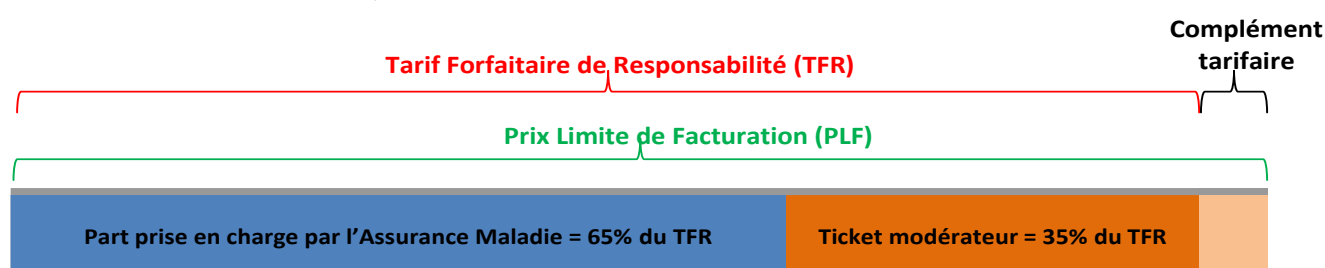 Complément
tarifaire
Tarif Forfaitaire de Responsabilité (TFR)
Prix Limite de Facturation (PLF)
Part prise en charge par l’Assurance Maladie = 65% du TFR
Ticket modérateur = 35% du TFR